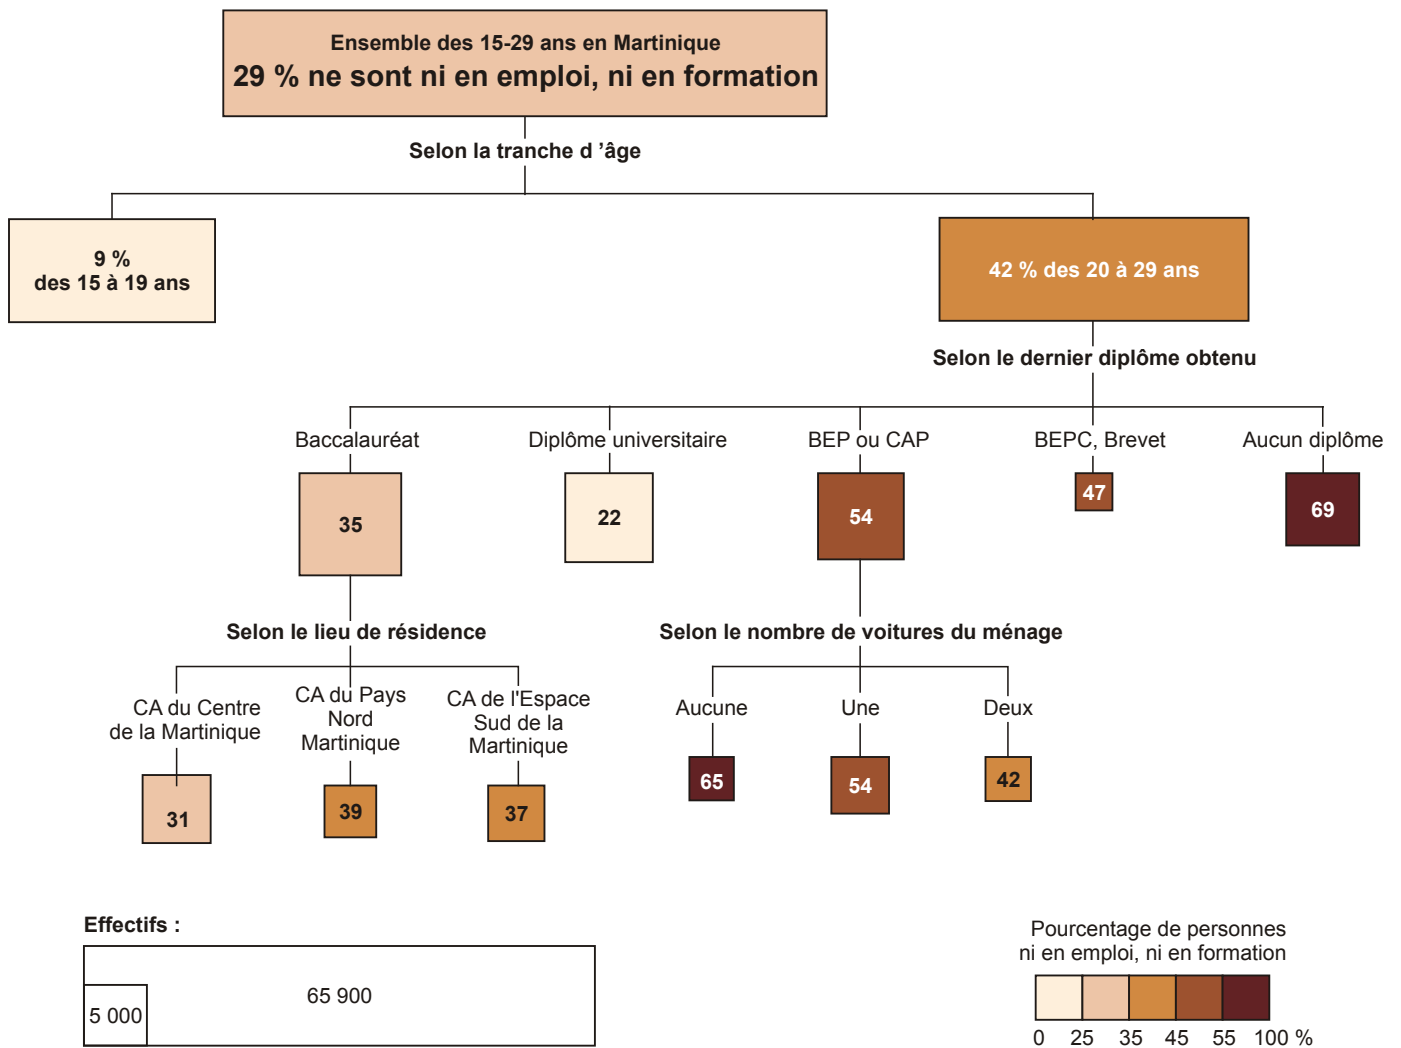 Ensemble des 15-29 ans en Martinique
29 % ne sont ni en emploi, ni en formation
Selon la tranche d ’âge
9 %
des 15 à 19 ans
42 % des 20 à 29 ans
Selon le dernier diplôme obtenu
Baccalauréat
Diplôme universitaire
BEP ou CAP
BEPC, Brevet
Aucun diplôme
35
22
54
47
69
Selon le lieu de résidence
Selon le nombre de voitures du ménage
CA du Centre
de la Martinique
CA du Pays
Nord
Martinique
CA de l'Espace
Sud de la
Martinique
Aucune
Une
Deux
31
39
37
65
54
42
Effectifs :
65 900
5 000
Pourcentage de personnes
ni en emploi, ni en formation
0 25 35 45 55 100 %